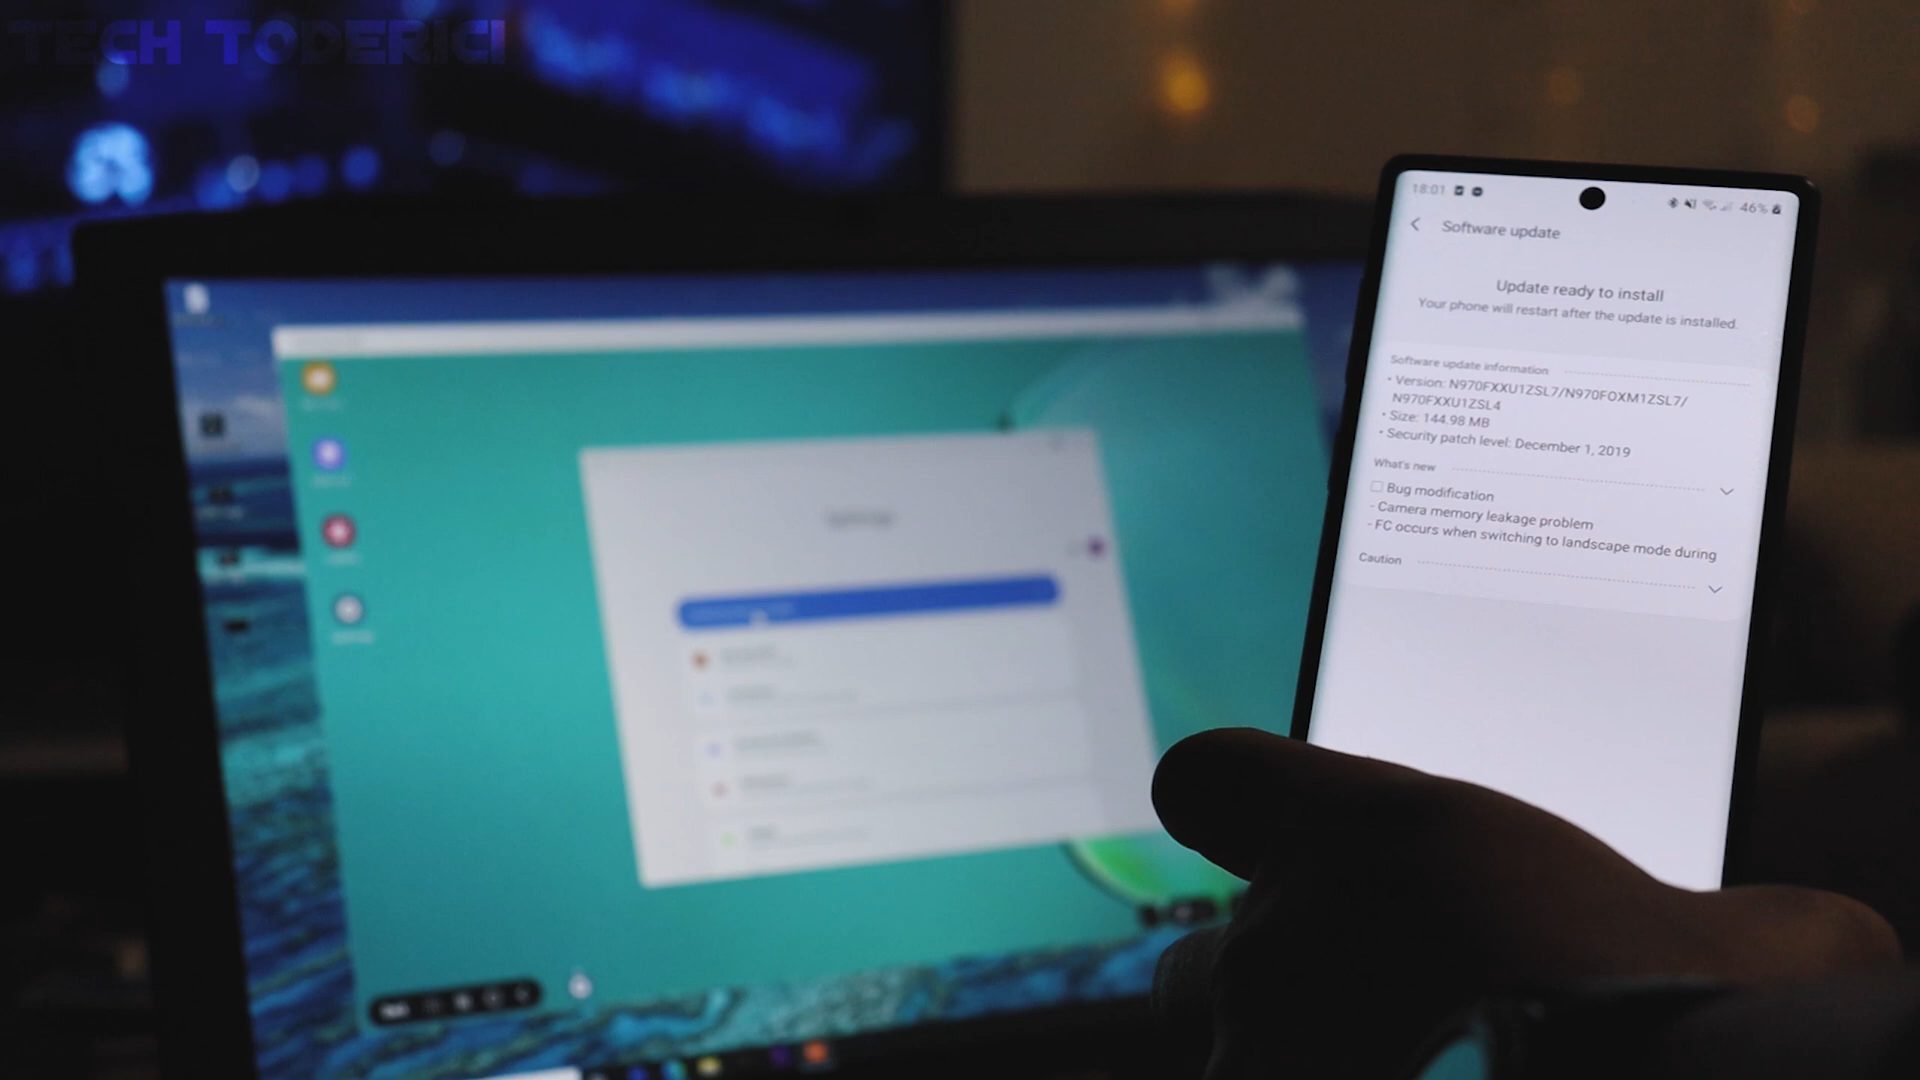 TECH TODERICI
18:01
46%
Software update
Update ready to install
Your phone will restart after the update is installed.
Software update information
• Version: N970FXXU1ZSL7/N970FOXM1ZSL7/
N970FXXU1ZSL4
• Size: 144.98 MB
• Security patch level: December 1, 2019
What's new
□ Bug modification
- Camera memory leakage problem
- FC occurs when switching to landscape mode during
Caution